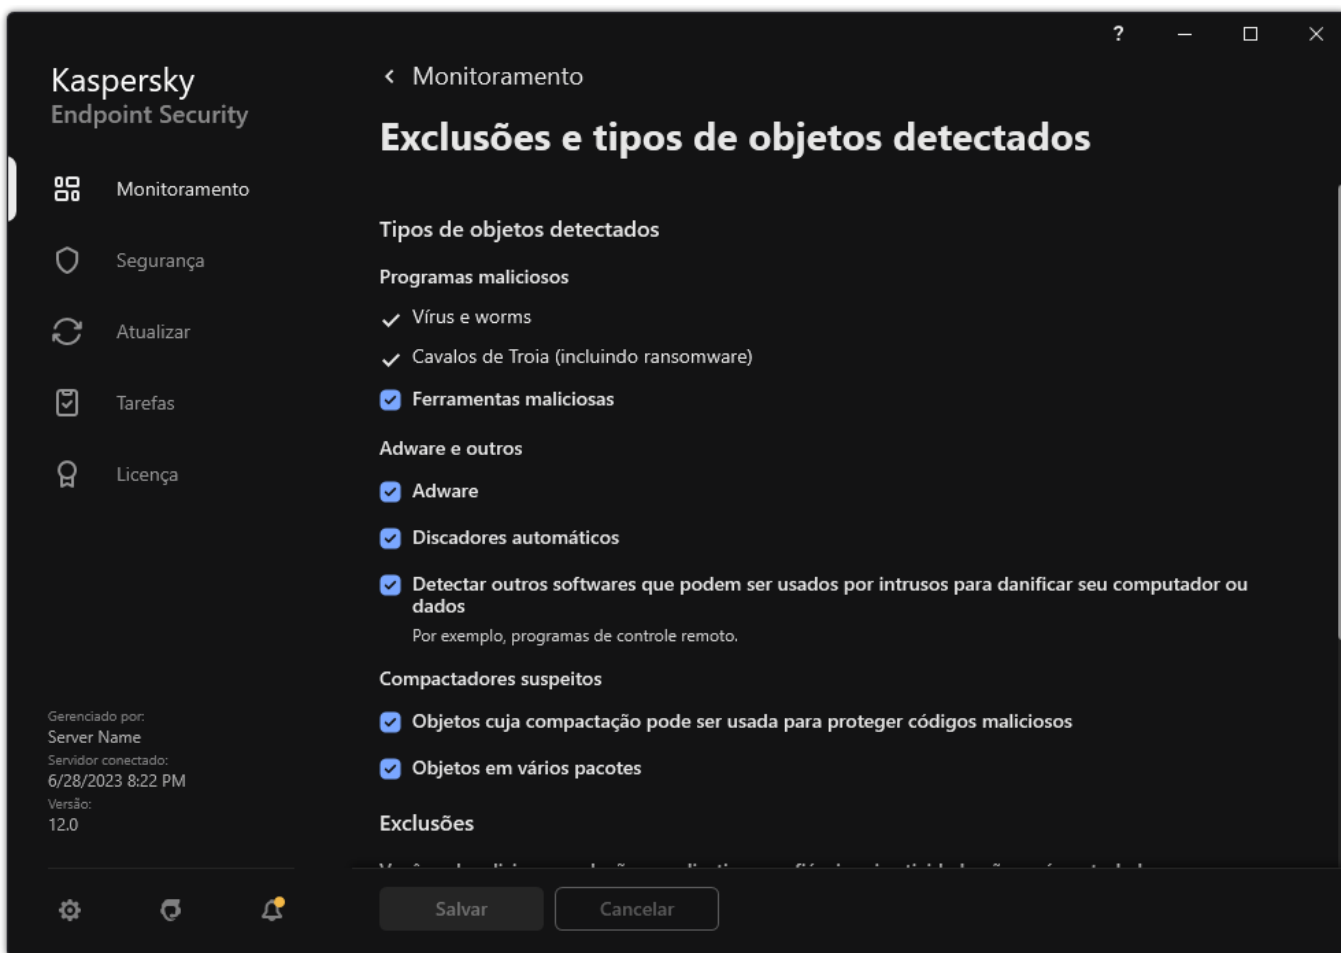 ?
Kaspersky
Endpoint Security
Monitoramento
Segurança
Atualizar
Tarefas
Licença
Gerenciado por:
Server Name
Servidor conectado:
6/28/2023 8:22 PM
Versão:
12.0
Monitoramento
Exclusões e tipos de objetos detectados
Tipos de objetos detectados
Programas maliciosos
Vírus e worms
Cavalos de Troia (incluindo ransomware)
Ferramentas maliciosas
Adware e outros
Adware
Discadores automáticos
Detectar outros softwares que podem ser usados por intrusos para danificar seu computador ou
dados
Por exemplo, programas de controle remoto.
Compactadores suspeitos
Objetos cuja compactação pode ser usada para proteger códigos maliciosos
Objetos em vários pacotes
Exclusões
Salvar
Cancelar